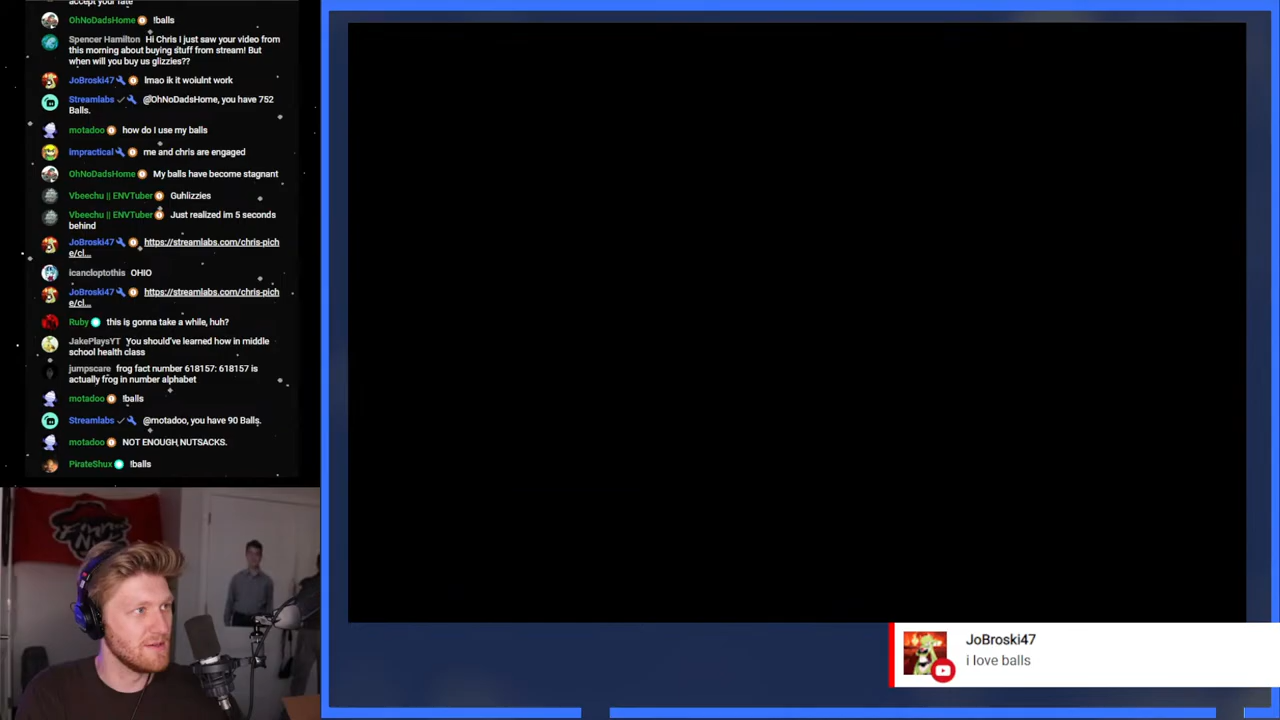 accept your fate
OhNoDadsHome !balls
Spencer Hamilton Hi Chris I just saw your video from
this morning about buying stuff from stream! But
when will you buy us glizzies??
JoBroski47 lmao ik it woiulnt work
Streamlabs @OhNoDadsHome, you have 752
Balls.
motadoo how do I use my balls
Impractical me and chris are engaged
OhNoDadsHome My balls have become stagnant
Vbeechu || ENVTuber Guhlizzies
Vbeechu || ENVTuber Just realized im 5 seconds
behind
JoBroski47 https://streamlabs.com/chris-pich
e/cl...
icancloptothis OHIO
JoBroski47 https://streamlabs.com/chris-pich
e/cl...
Ruby this is gonna take a while, huh?
JakePlaysYT You should've learned how in middle
school health class
jumpscare frog fact number 618157: 618157 is
actually frog in number alphabet
motadoo !balls
Streamlabs @motadoo, you have 90 Balls.
motadoo NOT ENOUGH NUTSACKS.
PirateShux !balls
JoBroski47
i love balls